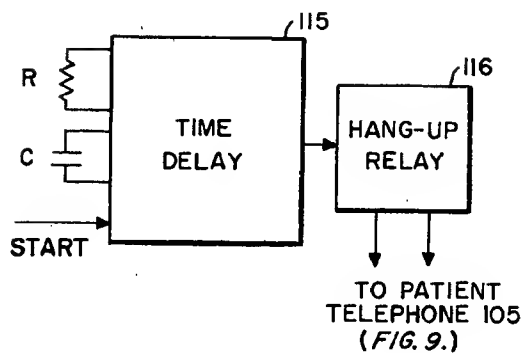 115
R
C
START
TIME
DELAY
116
HANG-UP
RELAY
TO PATIENT
TELEPHONE 105
(FIG. 9.)